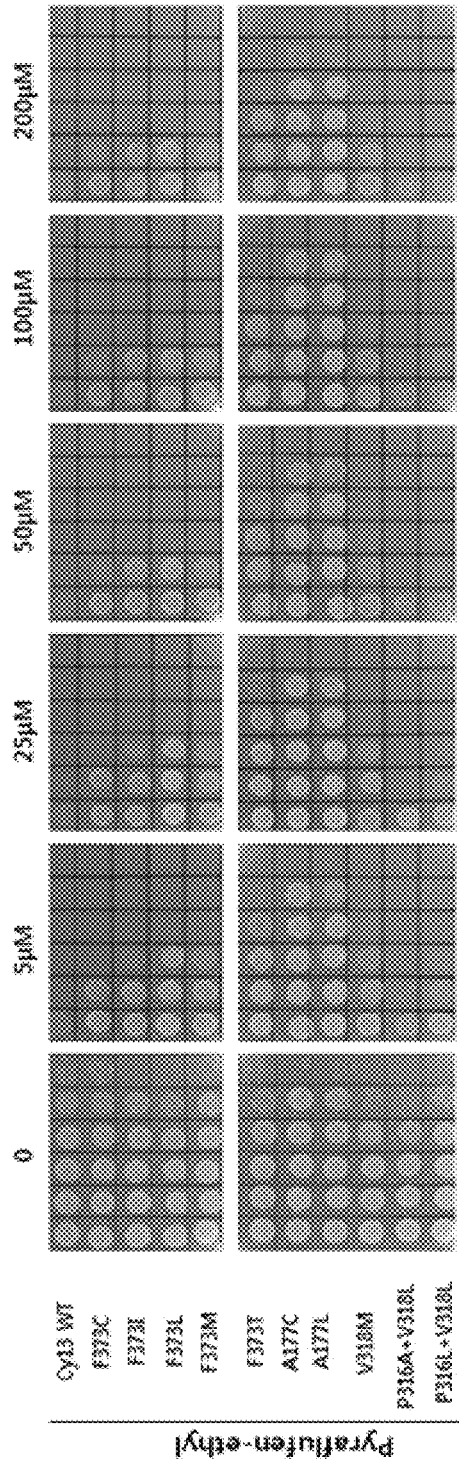 0 5μM 25μM 50μM 100μM 200μM
Pyraflufen-ethyl
Cy13 WT
F373C
F373I
F373L
F373M
F373T
A177C
A177L
V318M
P316A+V318L
P316L+V318L